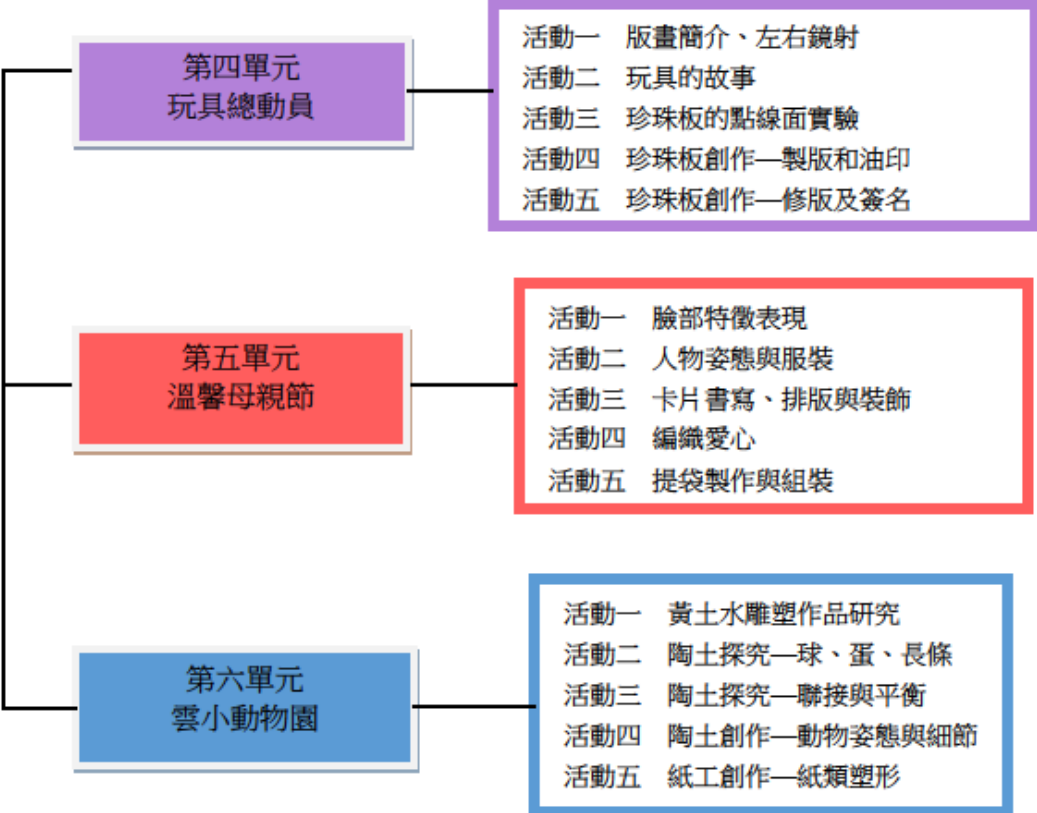 第四單元
玩具總動員
活動一 版畫簡介、左右鏡射
活動二 玩具的故事
活動三 珍珠板的點線面實驗
活動四 珍珠板創作—製版和油印
活動五 珍珠板創作—修版及簽名
第五單元
溫馨母親節
活動一 臉部特徵表現
活動二 人物姿態與服裝
活動三 卡片書寫、排版與裝飾
活動四 編織愛心
活動五 提袋製作與組裝
第六單元
雲小動物園
活動一 黃土水雕塑作品研究
活動二 陶土探究—球、蛋、長條
活動三 陶土探究—聯接與平衡
活動四 陶土創作—動物姿態與細節
活動五 紙工創作—紙類塑形